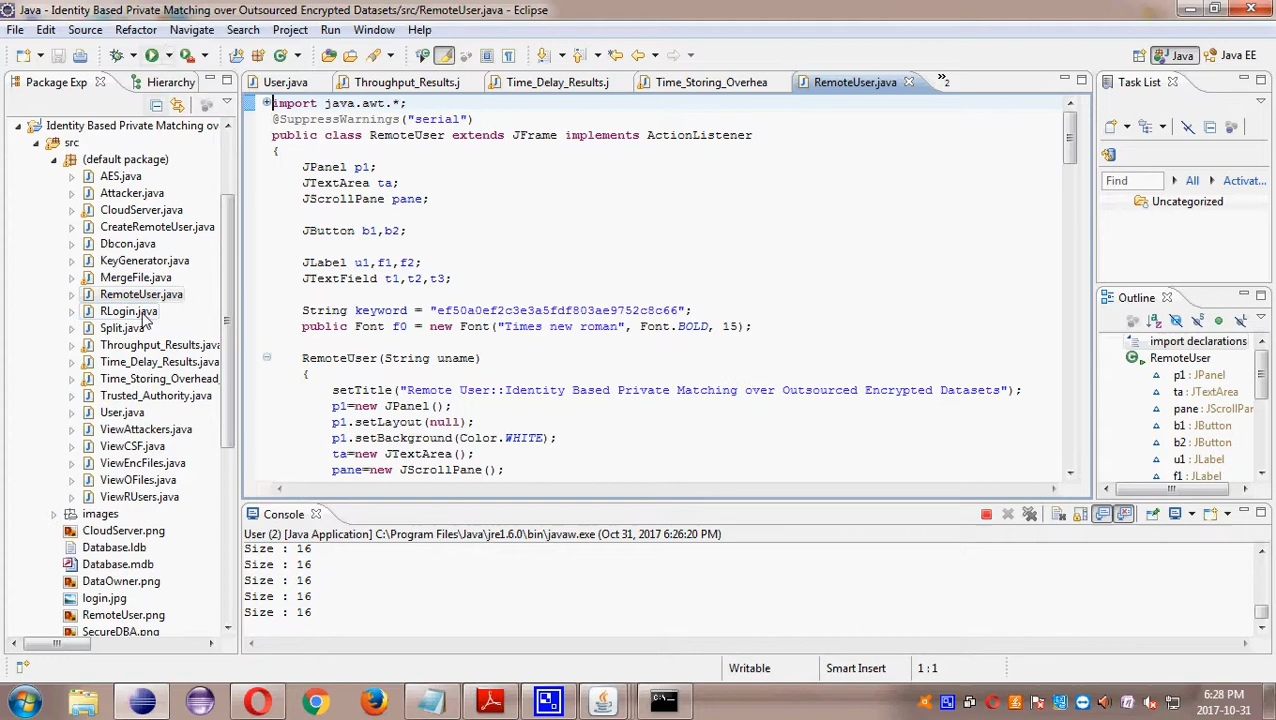 Java - Identity Based Private Matching over Outsourced Encrypted Datasets/src/RemoteUser.java - Eclipse
File Edit Source Refactor Navigate Search Project Run Window Help
Java Java EE
Package Exp Hierarchy
User.java Throughput_Results.j Time_Delay_Results.j Time_Storing_Overhea RemoteUser.java 2
Task List
Identity Based Private Matching ov
src
(default package)
AES.java
Attacker.java
CloudServer.java
CreateRemoteUser.java
Dbcon.java
KeyGenerator.java
MergeFile.java
RemoteUser.java
RLogin.java
Split.java
Throughput_Results.java
Time_Delay_Results.java
Time_Storing_Overhead_
Trusted_Authority.java
User.java
ViewAttackers.java
ViewCSF.java
ViewEncFiles.java
ViewOFiles.java
ViewRUsers.java
images
CloudServer.png
Database.ldb
Database.mdb
DataOwner.png
login.jpg
RemoteUser.png
SecureDBA.png
import java.awt.*;
@SuppressWarnings("serial")
public class RemoteUser extends JFrame implements ActionListener
{
JPanel p1;
JTextArea ta;
JScrollPane pane;
JButton b1,b2;
JLabel u1,f1,f2;
JTextField t1,t2,t3;
String keyword = "ef50a0ef2c3e3a5fdf803ae9752c8c66";
public Font f0 = new Font("Times new roman", Font.BOLD, 15);
RemoteUser(String uname)
{
setTitle("Remote User::Identity Based Private Matching over Outsourced Encrypted Datasets");
p1=new JPanel();
p1.setLayout(null);
p1.setBackground(Color.WHITE);
ta=new JTextArea();
pane=new JScrollPane();
Find All Activat...
Uncategorized
Outline
import declarations
RemoteUser
p1 : JPanel
ta : JTextArea
pane : JScrollPar
b1 : JButton
b2 : JButton
u1 : JLabel
f1 : JLabel
Console
User (2) [Java Application] C:\Program Files\Java\jre1.6.0\bin\javaw.exe (Oct 31, 2017 6:26:20 PM)
Size : 16
Size : 16
Size : 16
Size : 16
Size : 16
Writable Smart Insert 1 : 1
6:28 PM
2017-10-31